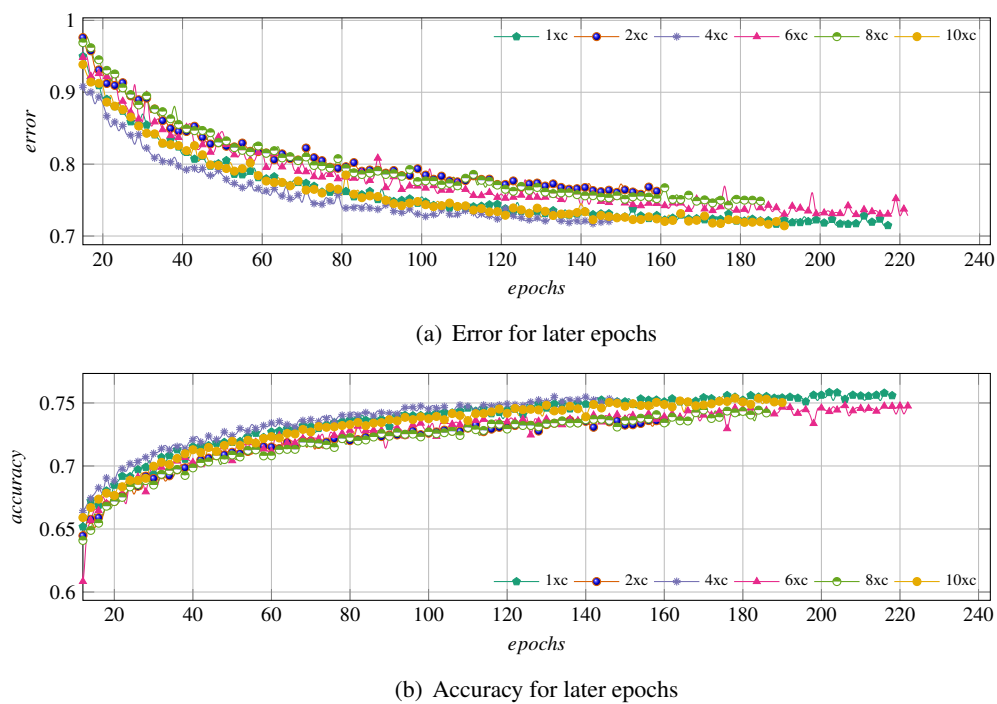 1
0.9
0.8
0.7
error
1xc 2xc 4xc 6xc 8xc 10xc
20 40 60 80 100 120 140 160 180 200 220 240
epochs
(a) Error for later epochs
0.75
0.7
0.65
0.6
accuracy
1xc 2xc 4xc 6xc 8xc 10xc
20 40 60 80 100 120 140 160 180 200 220 240
epochs
(b) Accuracy for later epochs